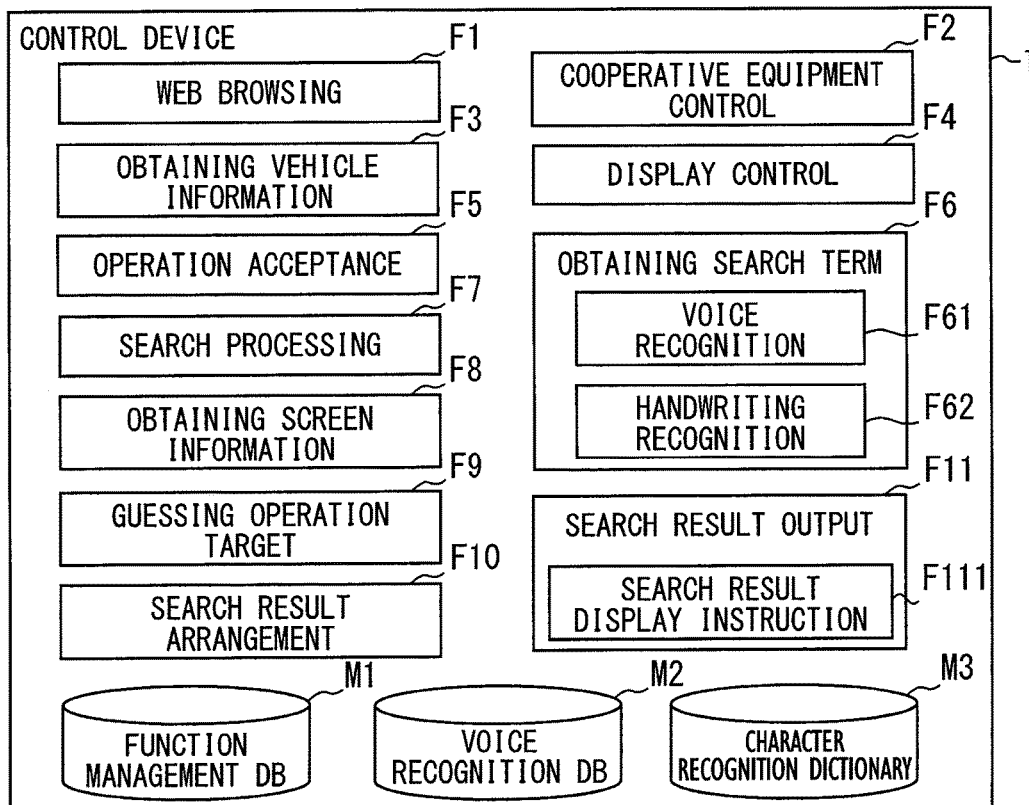 CONTROL DEVICE
F1
WEB BROWSING
F2
COOPERATIVE EQUIPMENT
CONTROL
F3
OBTAINING VEHICLE
INFORMATION
F4
DISPLAY CONTROL
F5
OPERATION ACCEPTANCE
F6
OBTAINING SEARCH TERM
F61
VOICE
RECOGNITION
F62
HANDWRITING
RECOGNITION
F7
SEARCH PROCESSING
F8
OBTAINING SCREEN
INFORMATION
F9
GUESSING OPERATION
TARGET
F10
SEARCH RESULT
ARRANGEMENT
F11
SEARCH RESULT OUTPUT
F111
SEARCH RESULT
DISPLAY INSTRUCTION
M1
FUNCTION
MANAGEMENT DB
M2
VOICE
RECOGNITION DB
M3
CHARACTER
RECOGNITION DICTIONARY